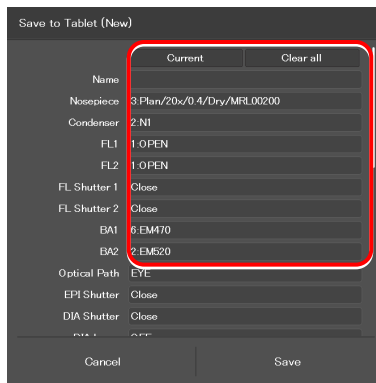 Save to Tablet (New)
Current Clear all
Name
Nosepiece 3:Plan/20x/0.4/Dry/MRL00200
Condenser 2:N1
FL1 1:OPEN
FL2 1:OPEN
FL Shutter 1 Close
FL Shutter 2 Close
BA1 6:EM470
BA2 2:EM520
Optical Path EYE
EPI Shutter Close
DIA Shutter Close
Cancel Save